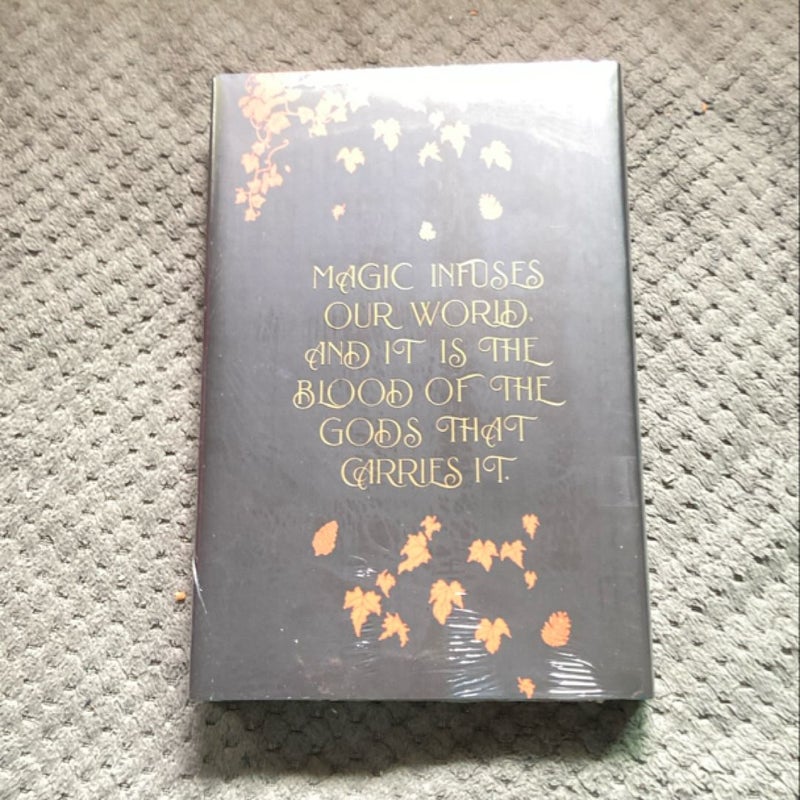 MAGIC INFUSES
OUR WORLD,
AND IT IS THE
BLOOD OF THE
GODS THAT
CARRIES IT.